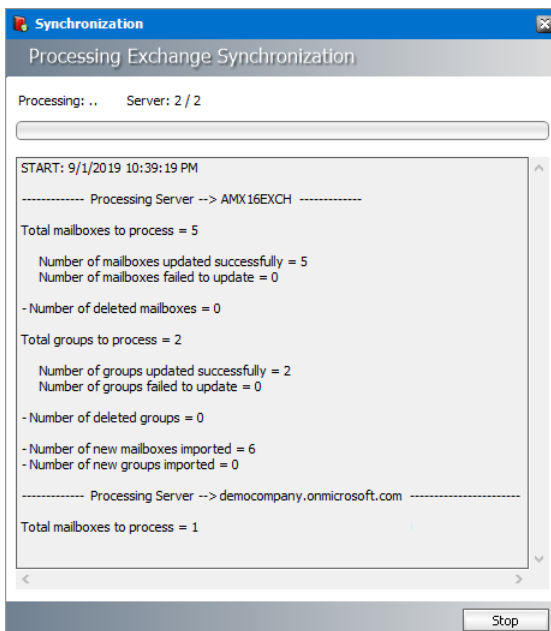 Synchronization
Processing Exchange Synchronization
Processing: .. Server: 2 / 2
START: 9/1/2019 10:39:19 PM
------------- Processing Server --> AMX16EXCH -------------
Total mailboxes to process = 5
Number of mailboxes updated successfully = 5
Number of mailboxes failed to update = 0
- Number of deleted mailboxes = 0
Total groups to process = 2
Number of groups updated successfully = 2
Number of groups failed to update = 0
- Number of deleted groups = 0
- Number of new mailboxes imported = 6
- Number of new groups imported = 0
------------- Processing Server --> democompany.onmicrosoft.com -----------------------
Total mailboxes to process = 1
Stop